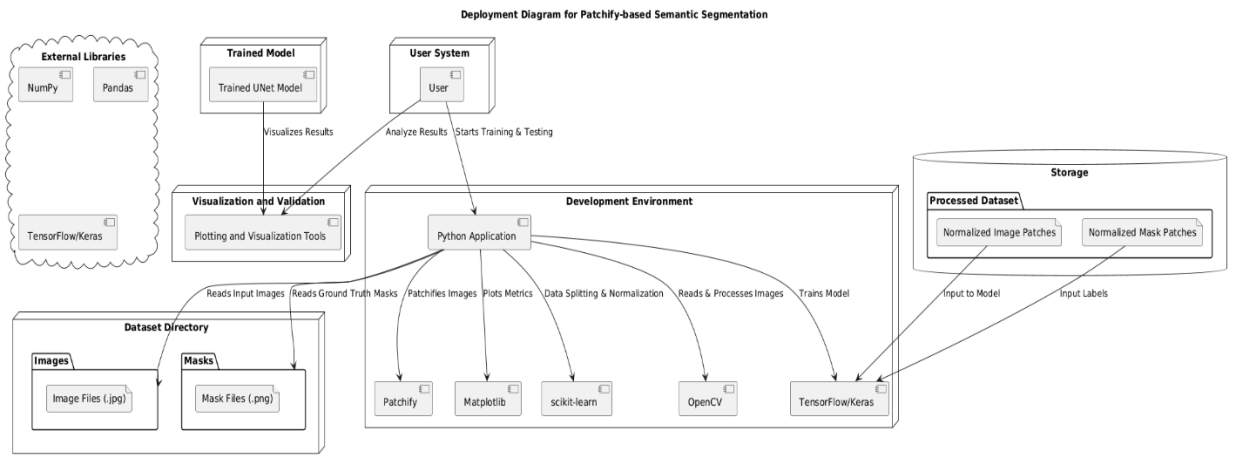 Deployment Diagram for Patchify-based Semantic Segmentation
External Libraries
NumPy
Pandas
TensorFlow/Keras
Trained Model
Trained UNet Model
User System
User
Visualizes Results
Analyze Results
Starts Training & Testing
Visualization and Validation
Plotting and Visualization Tools
Development Environment
Python Application
Storage
Processed Dataset
Normalized Image Patches
Normalized Mask Patches
Reads Input Images
Reads Ground Truth Masks
Patchifies Images
Plots Metrics
Data Splitting & Normalization
Reads & Processes Images
Trains Model
Input to Model
Input Labels
Dataset Directory
Images
Image Files (.jpg)
Masks
Mask Files (.png)
Patchify
Matplotlib
scikit-learn
OpenCV
TensorFlow/Keras